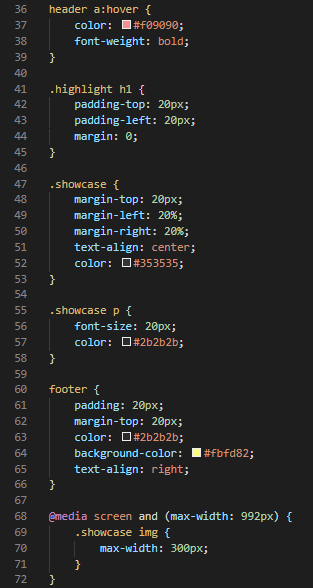 36 header a:hover {
37     color: #f09090;
38     font-weight: bold;
39 }
40
41 .highlight h1 {
42     padding-top: 20px;
43     padding-left: 20px;
44     margin: 0;
45 }
46
47 .showcase {
48     margin-top: 20px;
49     margin-left: 20%;
50     margin-right: 20%;
51     text-align: center;
52     color: #353535;
53 }
54
55 .showcase p {
56     font-size: 20px;
57     color: #2b2b2b;
58 }
59
60 footer {
61     padding: 20px;
62     margin-top: 20px;
63     color: #2b2b2b;
64     background-color: #fbfd82;
65     text-align: right;
66 }
67
68 @media screen and (max-width: 992px) {
69     .showcase img {
70         max-width: 300px;
71     }
72 }